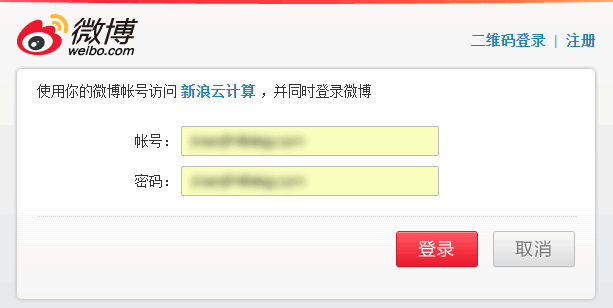 微博
weibo.com
二维码登录 | 注册
使用你的微博帐号访问 新浪云计算 ，并同时登录微博
帐号：
密码：
登录 取消